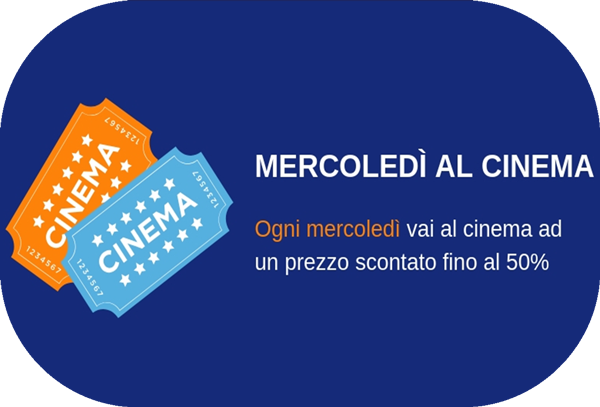 CINEMA
1234567
1234567
CINEMA
1234567
1234567
MERCOLEDÌ AL CINEMA
Ogni mercoledì vai al cinema ad
un prezzo scontato fino al 50%